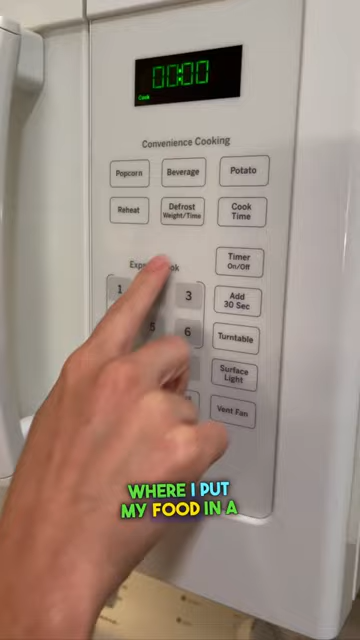 00:00
Cook
Convenience Cooking
Popcorn
Beverage
Potato
Reheat
Defrost
Weight/Time
Cook
Time
Timer
On/Off
1
3
Add
30 Sec
5
6
Turntable
Surface
Light
Vent Fan
WHERE I PUT
MY FOOD IN A